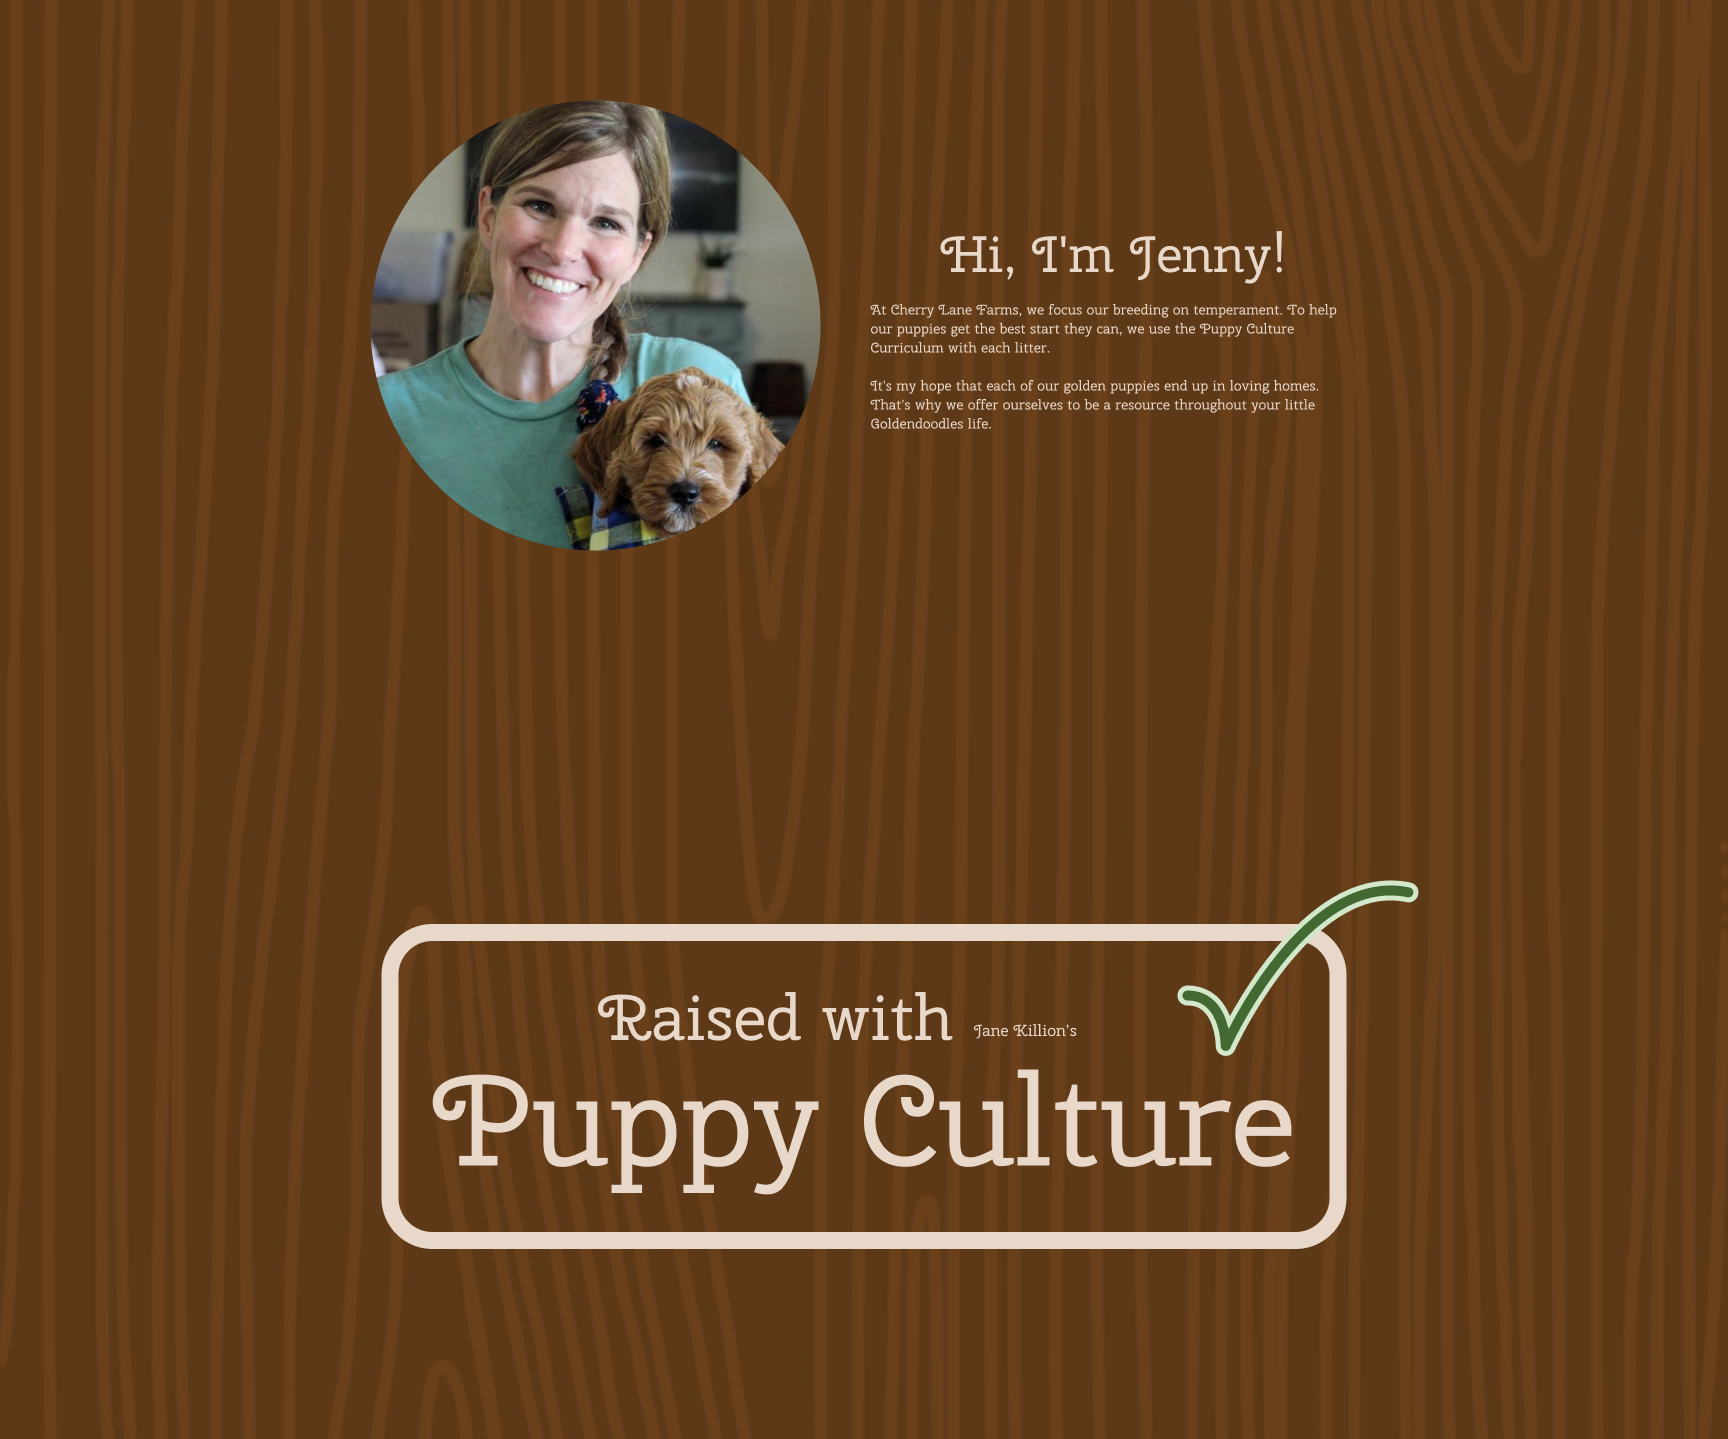 Hi, I'm Jenny!
At Cherry Lane Farms, we focus our breeding on temperament. To help
our puppies get the best start they can, we use the Puppy Culture
Curriculum with each litter.
It's my hope that each of our golden puppies end up in loving homes.
That's why we offer ourselves to be a resource throughout your little
Goldendoodles life.
Raised with Jane Killion's
Puppy Culture